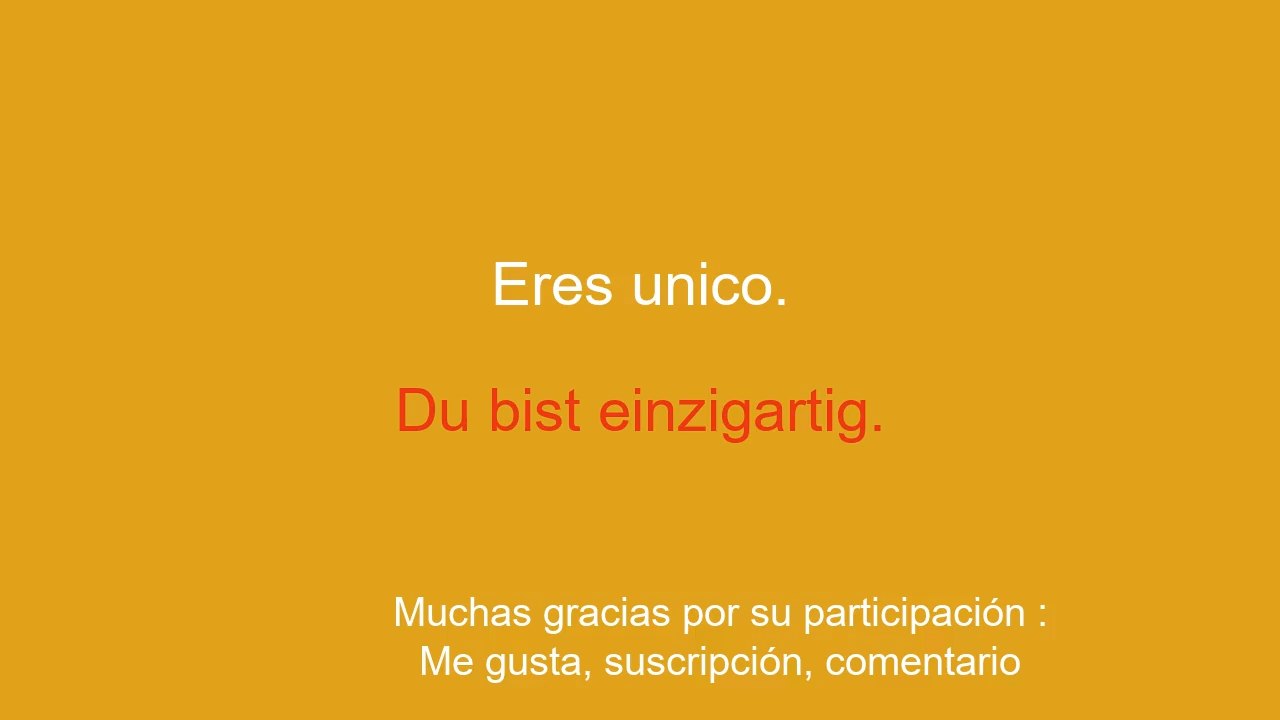 Eres unico.
Du bist einzigartig.
Muchas gracias por su participación :
Me gusta, suscripción, comentario